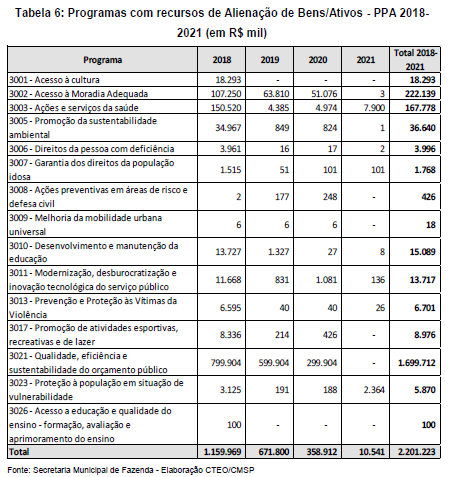 Tabela 6: Programas com recursos de Alienação de Bens/Ativos - PPA 2018-
2021 (em R$ mil)
Programa 2018 2019 2020 2021 Total 2018-
2021
3001 - Acesso à cultura 18.293 - - - 18.293
3002 - Acesso à Moradia Adequada 107.250 63.810 51.076 3 222.139
3003 - Ações e serviços da saúde 150.520 4.385 4.974 7.900 167.778
3005 - Promoção da sustentabilidade
ambiental 34.967 849 824 1 36.640
3006 - Direitos da pessoa com deficiência 3.961 16 17 2 3.996
3007 - Garantia dos direitos da população
idosa 1.515 51 101 101 1.768
3008 - Ações preventivas em áreas de risco e
defesa civil 2 177 248 - 426
3009 - Melhoria da mobilidade urbana
universal 6 6 6 - 18
3010 - Desenvolvimento e manutenção da
educação 13.727 1.327 27 8 15.089
3011 - Modernização, desburocratização e
inovação tecnológica do serviço público 11.668 831 1.081 136 13.717
3013 - Prevenção e Proteção às Vítimas da
Violência 6.595 40 40 26 6.701
3017 - Promoção de atividades esportivas,
recreativas e de lazer 8.336 214 426 - 8.976
3021 - Qualidade, eficiência e
sustentabilidade do orçamento público 799.904 599.904 299.904 - 1.699.712
3023 - Proteção à população em situação de
vulnerabilidade 3.125 191 188 2.364 5.870
3026 - Acesso a educação e qualidade do
ensino - formação, avaliação e
aprimoramento do ensino 100 - - - 100
Total 1.159.969 671.800 358.912 10.541 2.201.223
Fonte: Secretaria Municipal de Fazenda - Elaboração CTEO/CMSP